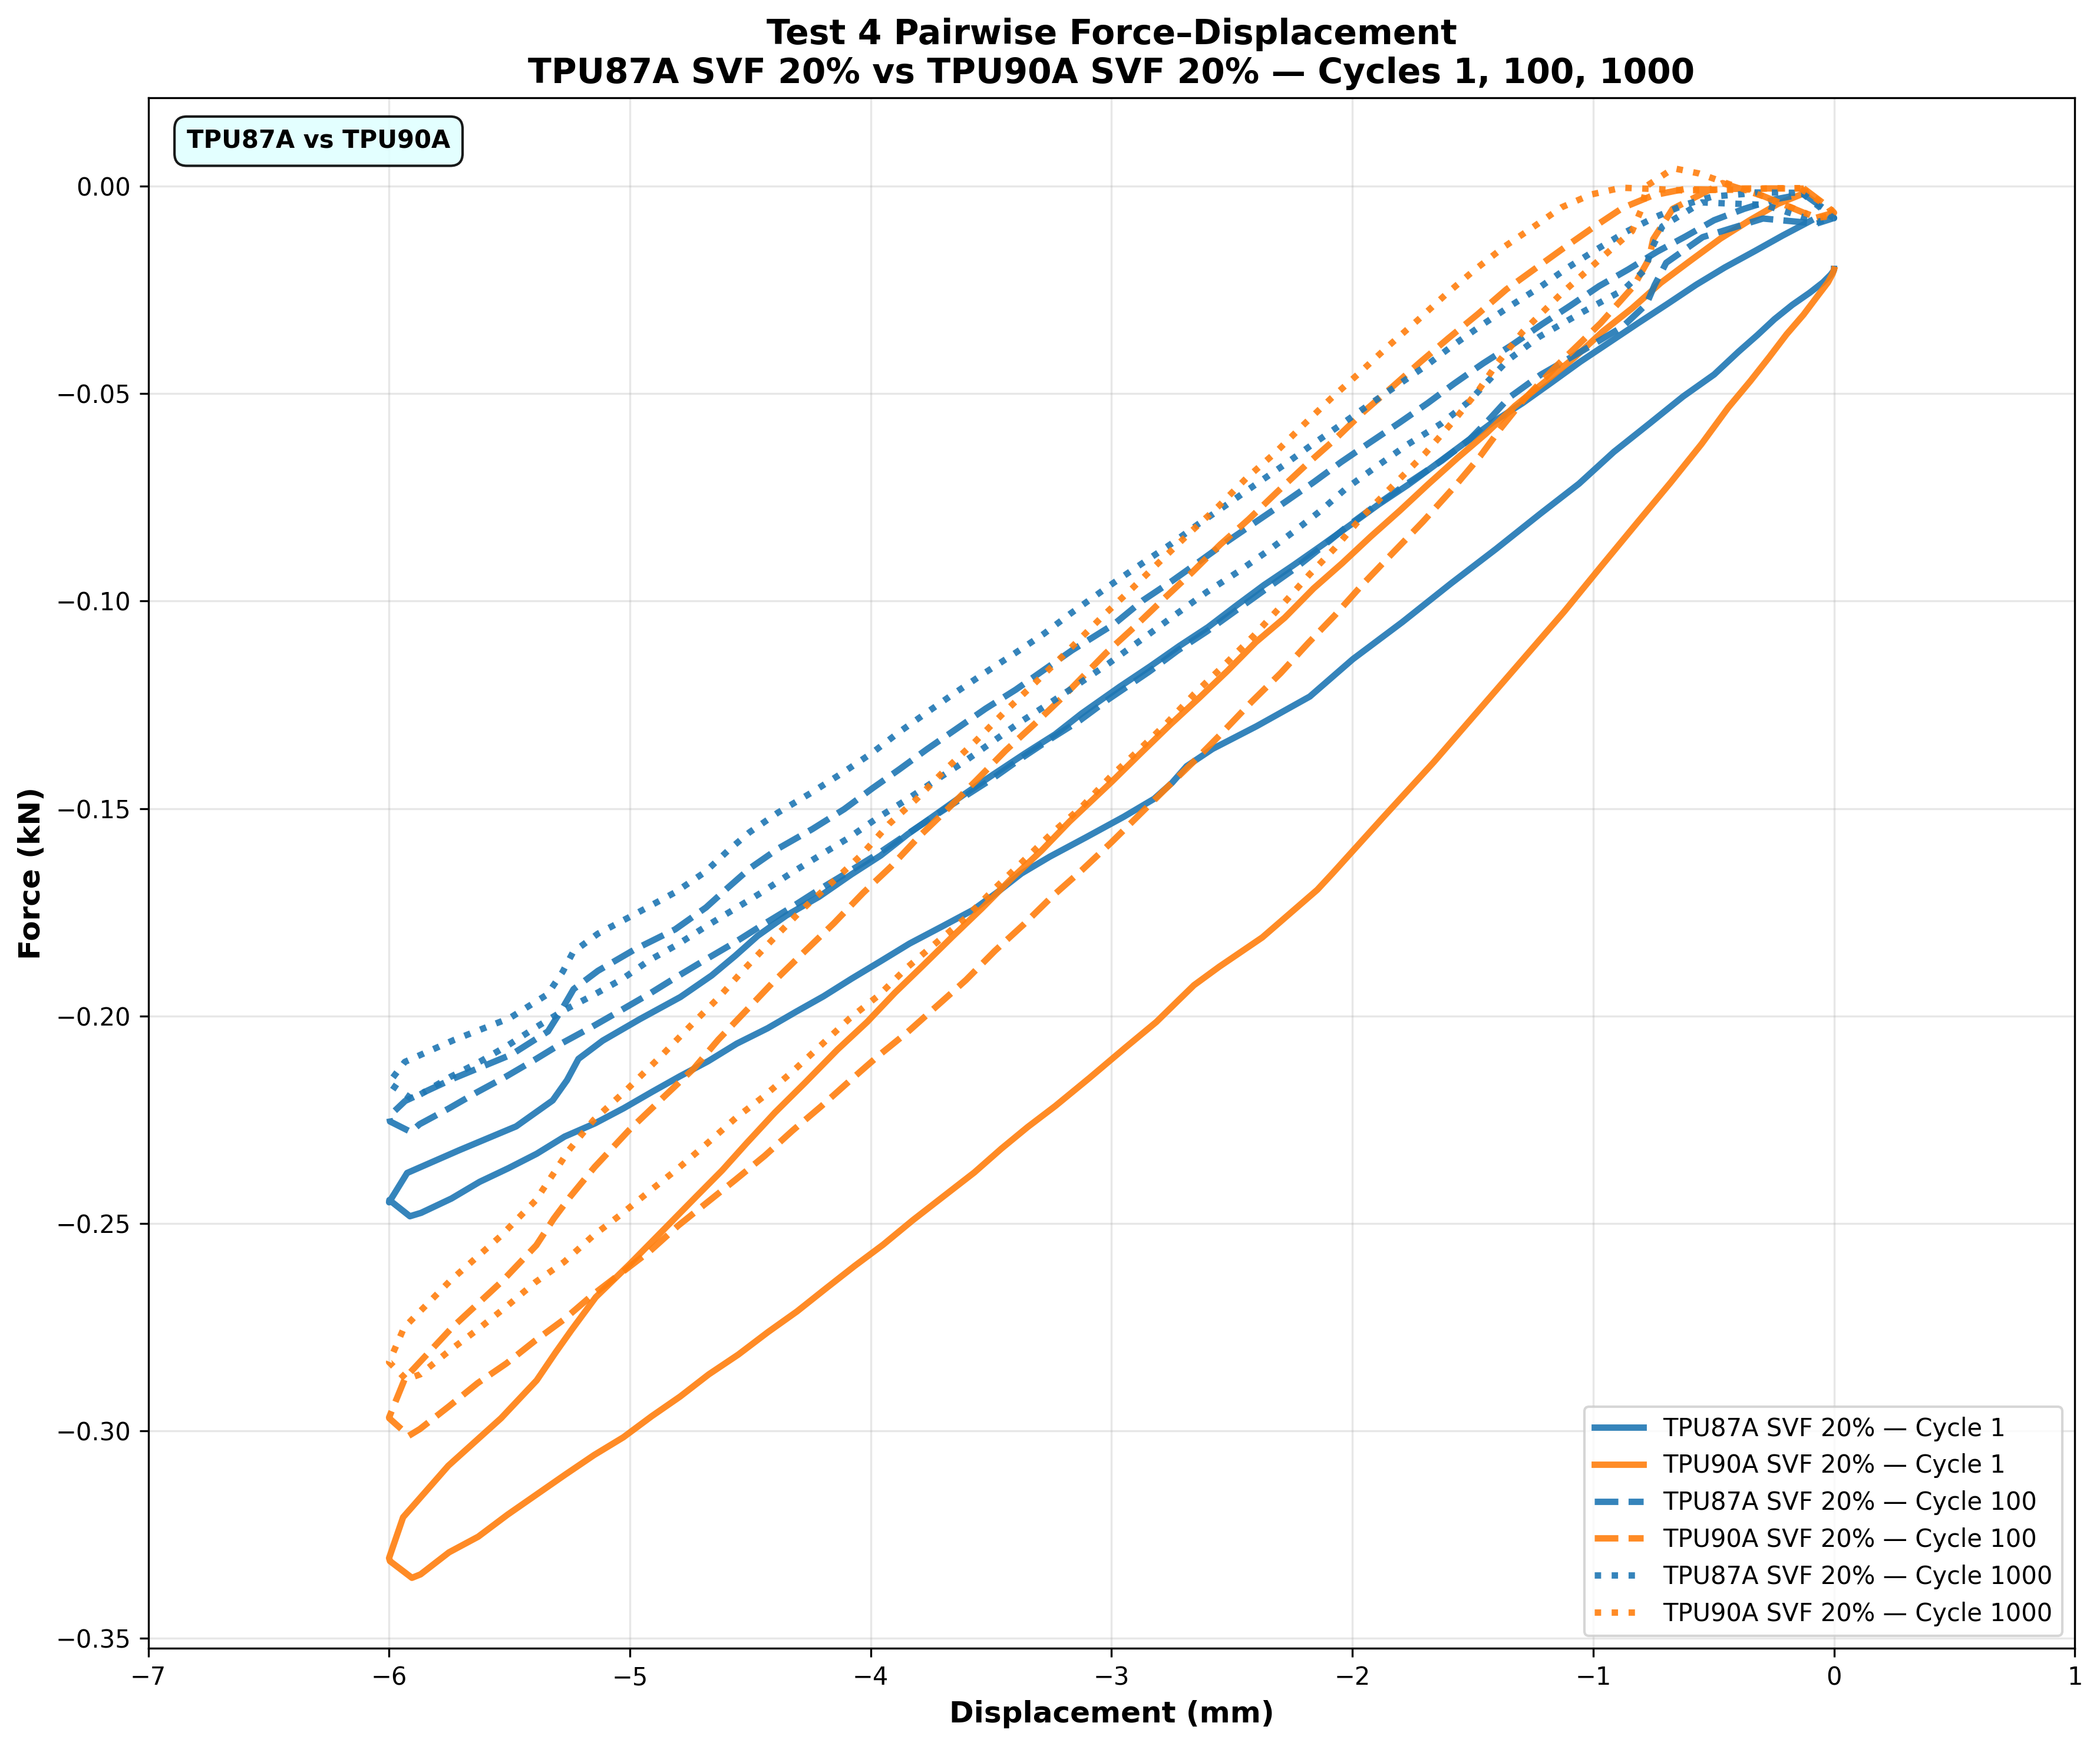 Test 4 Pairwise Force–Displacement
TPU87A SVF 20% vs TPU90A SVF 20% — Cycles 1, 100, 1000
TPU87A vs TPU90A
0.00
−0.05
−0.10
−0.15
−0.20
−0.25
−0.30
−0.35
Force (kN)
−7
−6
−5
−4
−3
−2
−1
0
1
Displacement (mm)
TPU87A SVF 20% — Cycle 1
TPU90A SVF 20% — Cycle 1
TPU87A SVF 20% — Cycle 100
TPU90A SVF 20% — Cycle 100
TPU87A SVF 20% — Cycle 1000
TPU90A SVF 20% — Cycle 1000